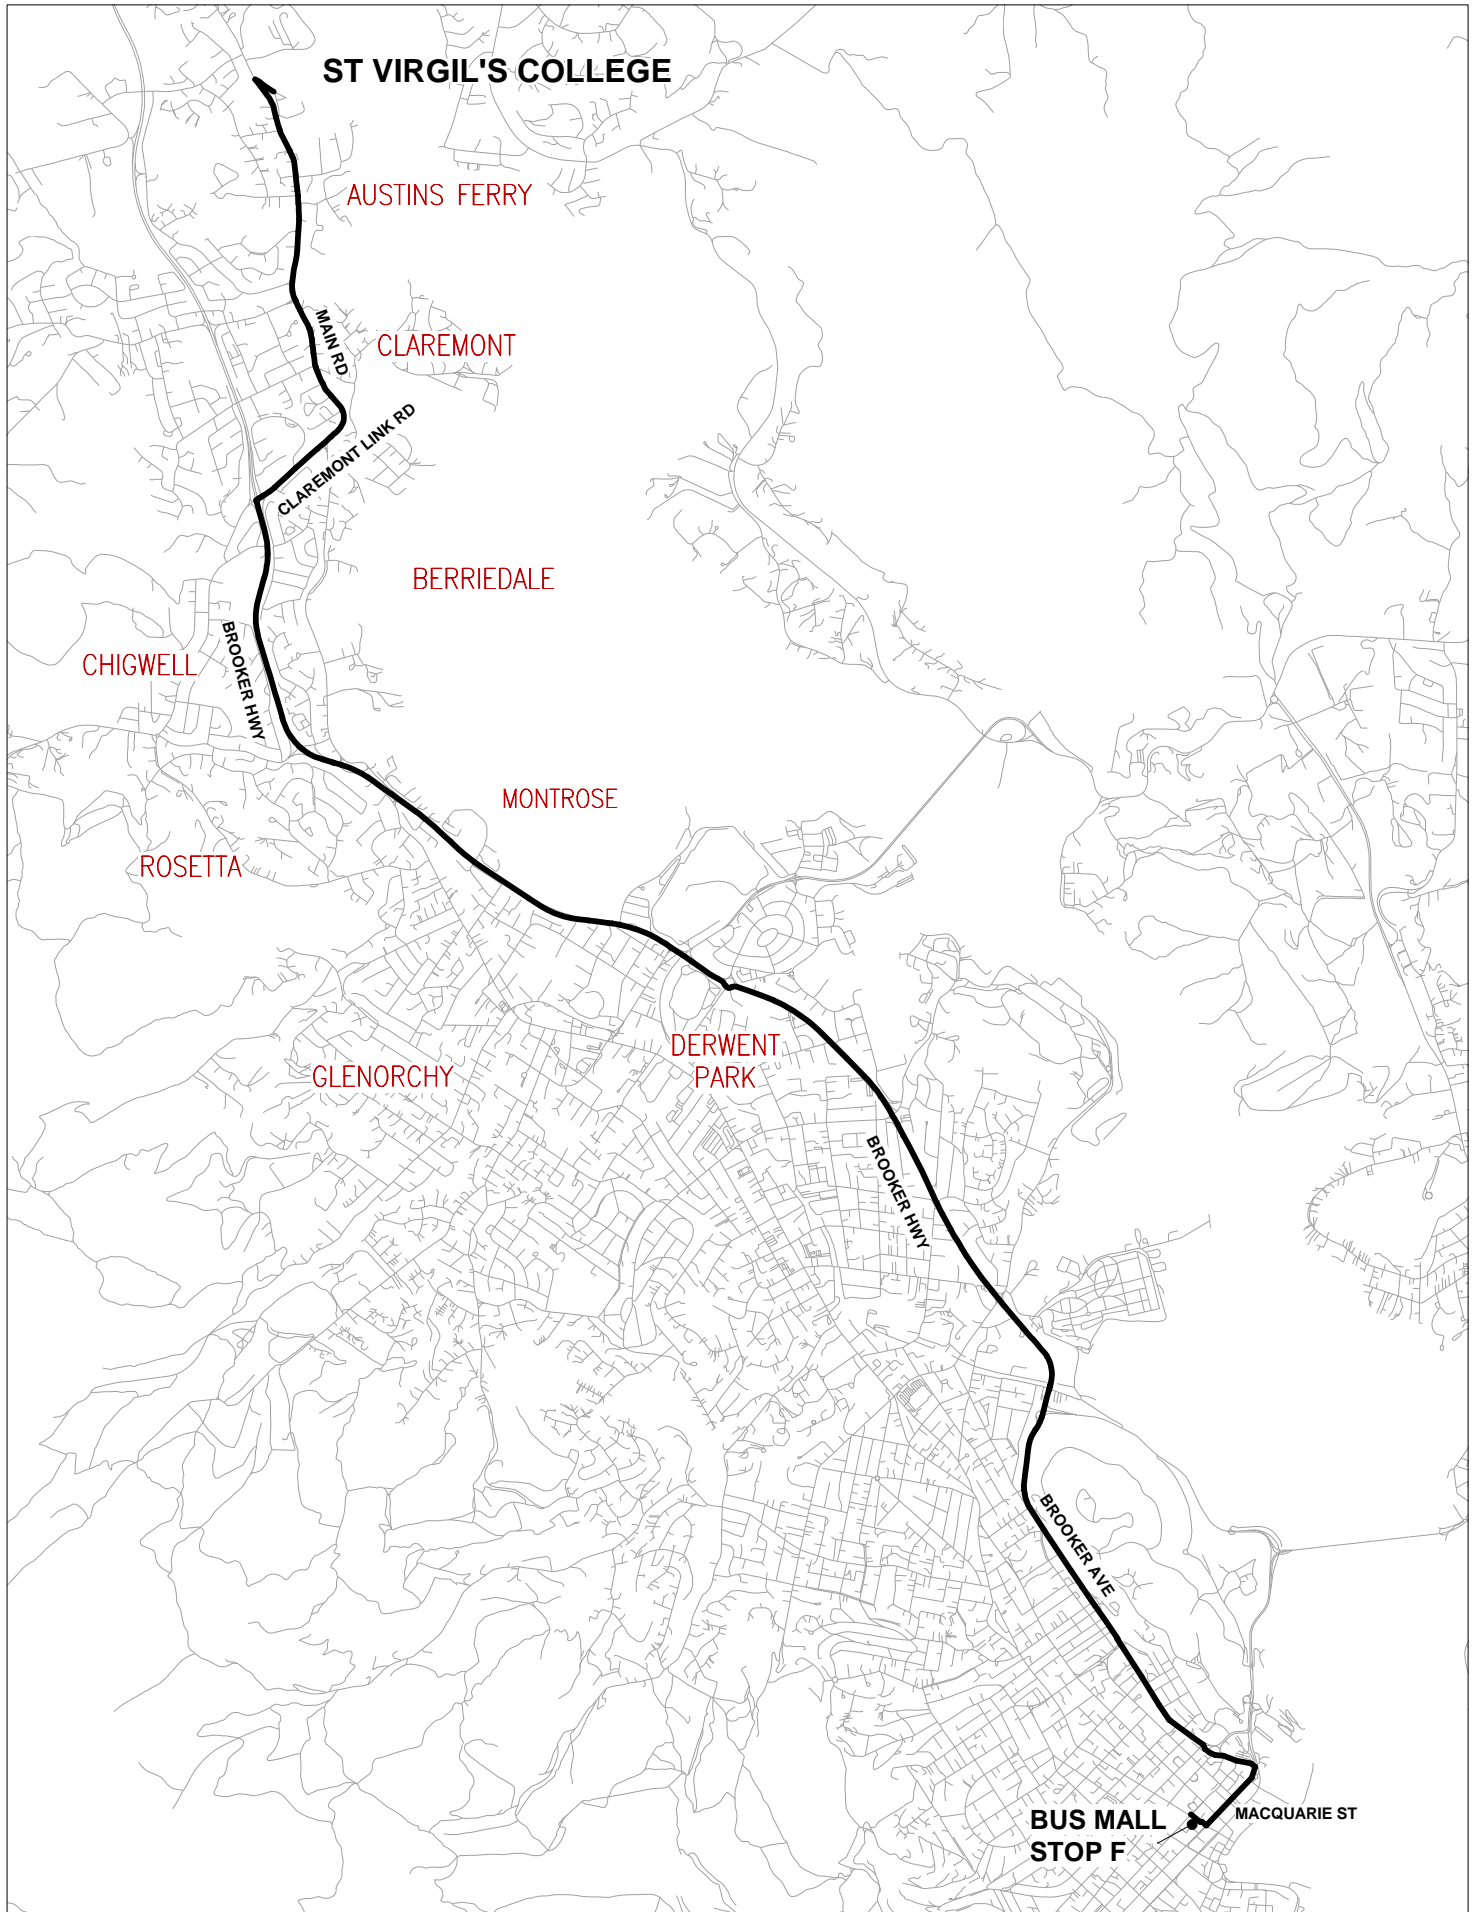 ST VIRGIL'S COLLEGE
AUSTINS FERRY
MAIN RD
CLAREMONT
CLAREMONT LINK RD
BERRIEDALE
CHIGWELL
BROOKER HWY
MONTROSE
ROSETTA
DERWENT
PARK
GLENORCHY
BROOKER HWY
BROOKER AVE
BUS MALL
STOP F
MACQUARIE ST